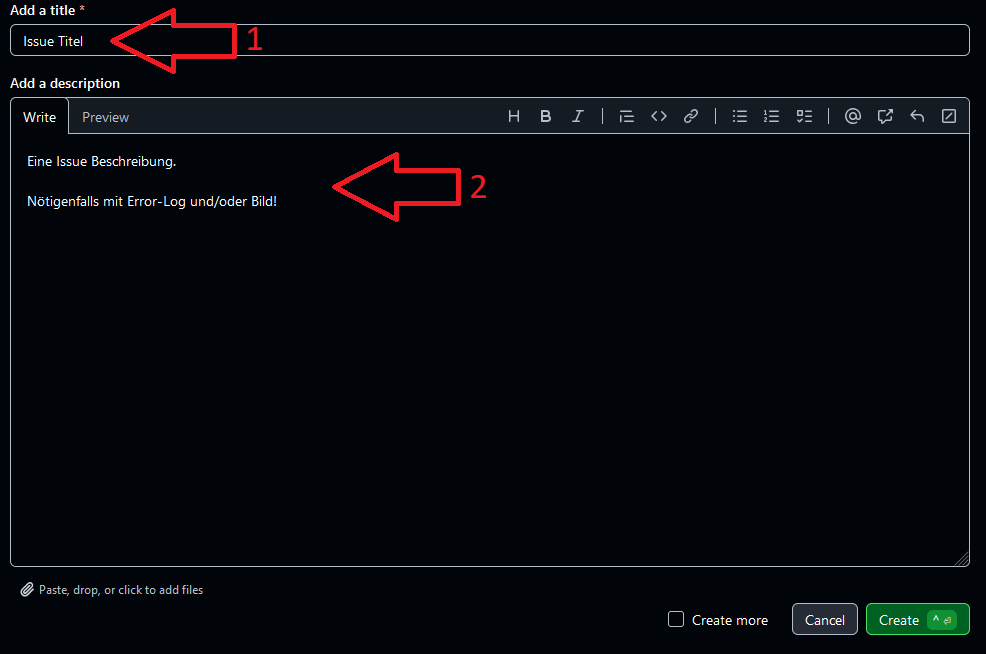 Add a title *
Issue Titel
1
Add a description
Write Preview H B I <> @
Eine Issue Beschreibung.
2
Nötigenfalls mit Error-Log und/oder Bild!
Paste, drop, or click to add files
Create more Cancel Create ^ ⏎